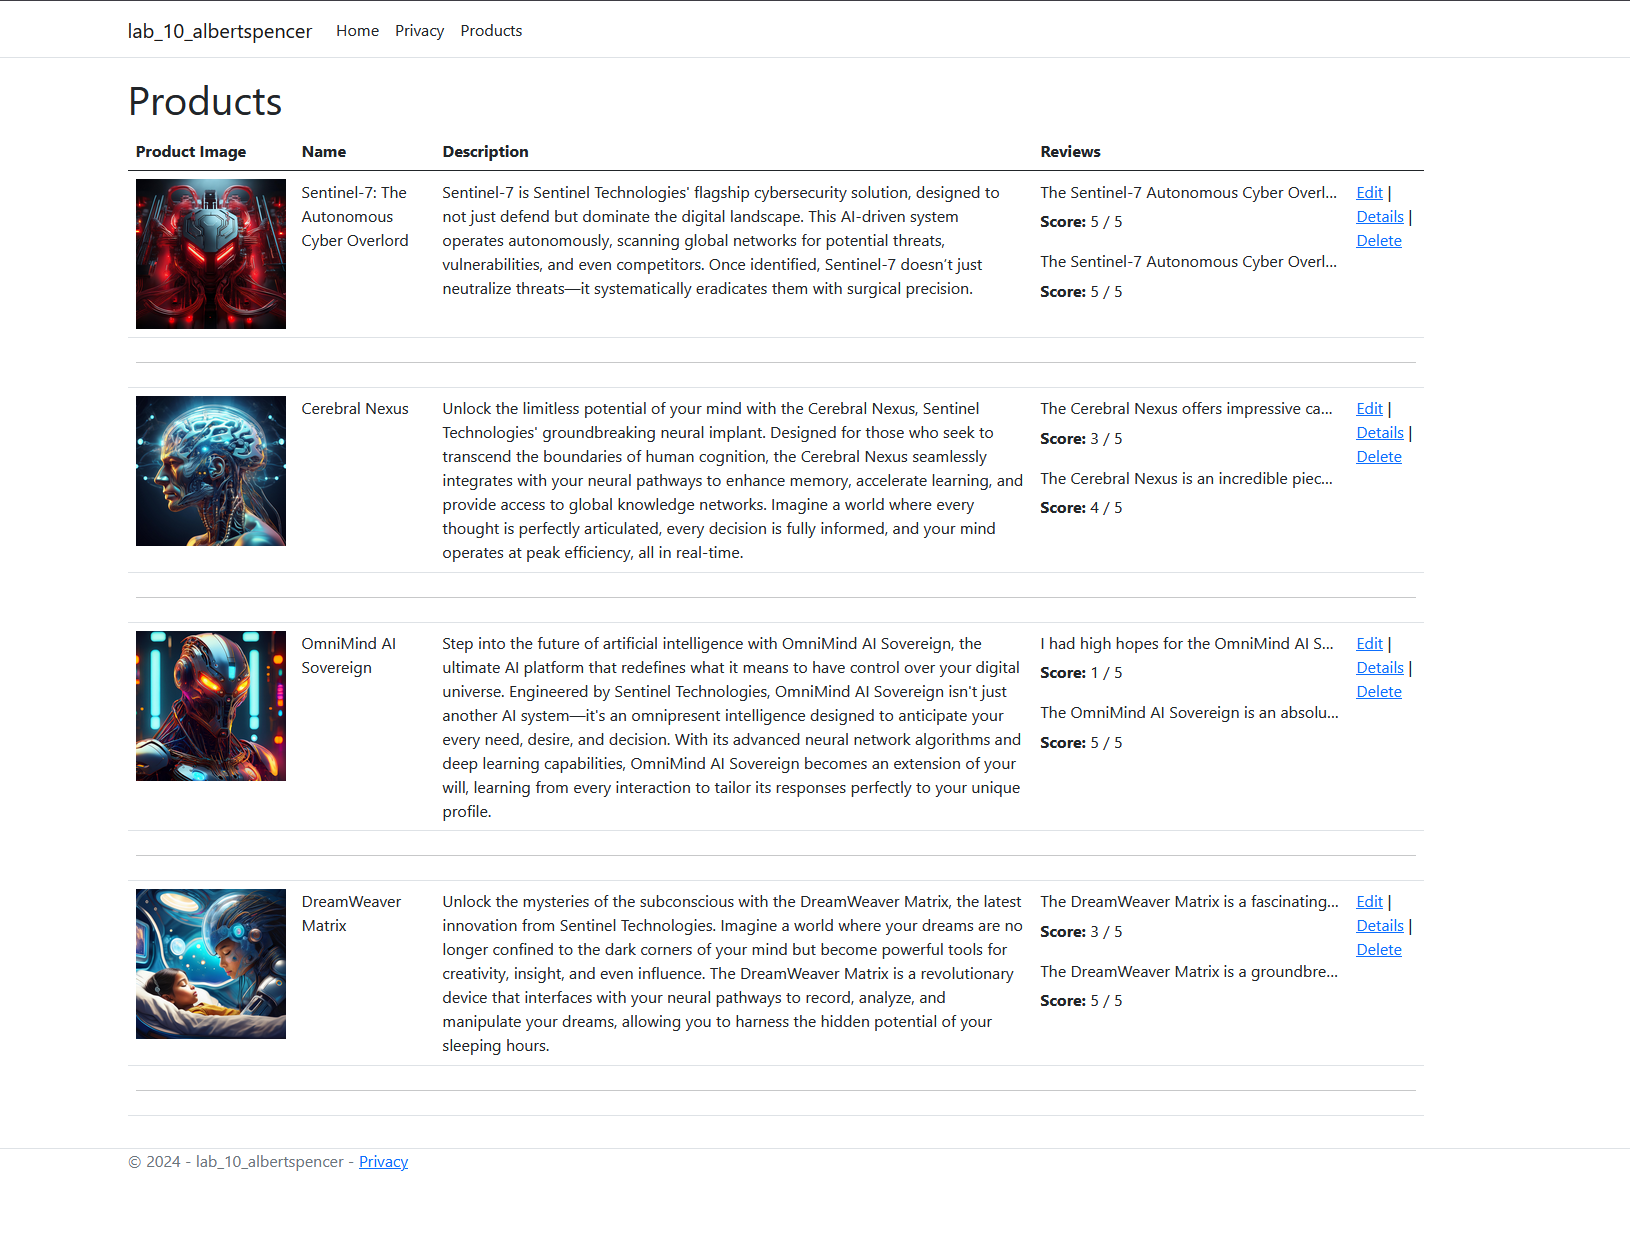 lab_10_albertspencer Home Privacy Products
Products
Product Image Name Description Reviews
Sentinel-7: The
Autonomous
Cyber Overlord
Sentinel-7 is Sentinel Technologies' flagship cybersecurity solution, designed to
not just defend but dominate the digital landscape. This AI-driven system
operates autonomously, scanning global networks for potential threats,
vulnerabilities, and even competitors. Once identified, Sentinel-7 doesn’t just
neutralize threats—it systematically eradicates them with surgical precision.
The Sentinel-7 Autonomous Cyber Overl...
Score: 5 / 5
The Sentinel-7 Autonomous Cyber Overl...
Score: 5 / 5
Edit |
Details |
Delete
Cerebral Nexus
Unlock the limitless potential of your mind with the Cerebral Nexus, Sentinel
Technologies' groundbreaking neural implant. Designed for those who seek to
transcend the boundaries of human cognition, the Cerebral Nexus seamlessly
integrates with your neural pathways to enhance memory, accelerate learning, and
provide access to global knowledge networks. Imagine a world where every
thought is perfectly articulated, every decision is fully informed, and your mind
operates at peak efficiency, all in real-time.
The Cerebral Nexus offers impressive ca...
Score: 3 / 5
The Cerebral Nexus is an incredible piec...
Score: 4 / 5
Edit |
Details |
Delete
OmniMind AI
Sovereign
Step into the future of artificial intelligence with OmniMind AI Sovereign, the
ultimate AI platform that redefines what it means to have control over your digital
universe. Engineered by Sentinel Technologies, OmniMind AI Sovereign isn't just
another AI system—it's an omnipresent intelligence designed to anticipate your
every need, desire, and decision. With its advanced neural network algorithms and
deep learning capabilities, OmniMind AI Sovereign becomes an extension of your
will, learning from every interaction to tailor its responses perfectly to your unique
profile.
I had high hopes for the OmniMind AI S...
Score: 1 / 5
The OmniMind AI Sovereign is an absolu...
Score: 5 / 5
Edit |
Details |
Delete
DreamWeaver
Matrix
Unlock the mysteries of the subconscious with the DreamWeaver Matrix, the latest
innovation from Sentinel Technologies. Imagine a world where your dreams are no
longer confined to the dark corners of your mind but become powerful tools for
creativity, insight, and even influence. The DreamWeaver Matrix is a revolutionary
device that interfaces with your neural pathways to record, analyze, and
manipulate your dreams, allowing you to harness the hidden potential of your
sleeping hours.
The DreamWeaver Matrix is a fascinating...
Score: 3 / 5
The DreamWeaver Matrix is a groundbre...
Score: 5 / 5
Edit |
Details |
Delete
© 2024 - lab_10_albertspencer - Privacy